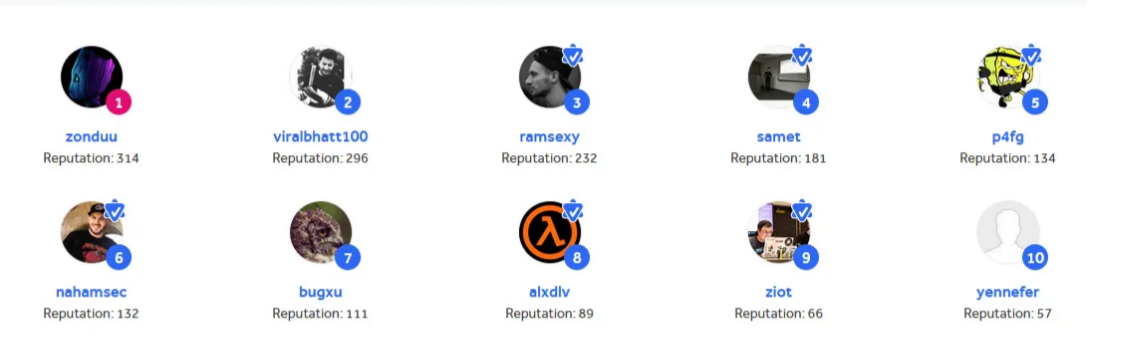 1 2 3 4 5
zonduu viralbhatt100 ramsexy samet p4fg
Reputation: 314 Reputation: 296 Reputation: 232 Reputation: 181 Reputation: 134
6 7 8 9 10
nahamsec bugxu alxdlv ziot yennefer
Reputation: 132 Reputation: 111 Reputation: 89 Reputation: 66 Reputation: 57